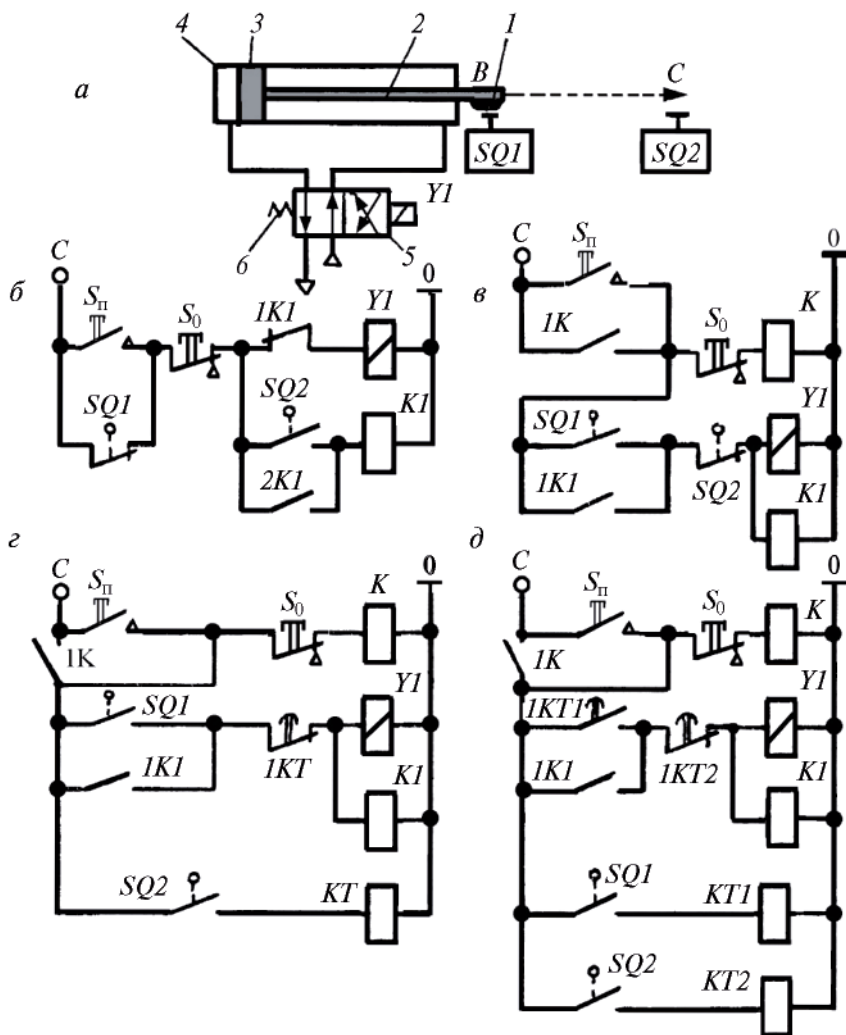 4 3 2 1
а B C
SQ1 SQ2
Y1
6 5
б C Sп S0 1K1 Y1 0
SQ1 SQ2 K1
2K1
в C Sп 0
1K S0 K
SQ1 Y1
1K1 SQ2 K1
г C Sп S0 K 0
1K
SQ1 Y1
1K1 1KT K1
SQ2 KT
д C Sп S0 K 0
1K
1KT1 Y1
1K1 1KT2 K1
SQ1 KT1
SQ2 KT2